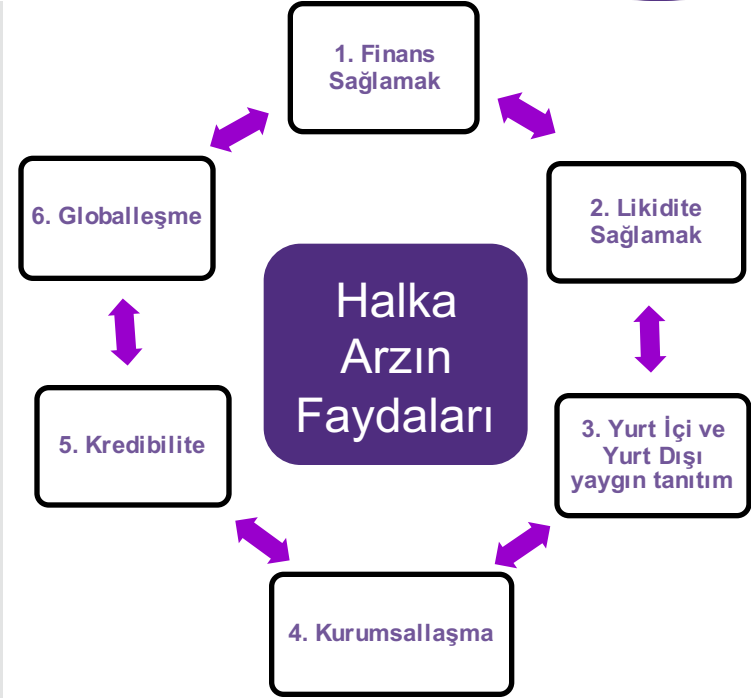 1. Finans
Sağlamak
2. Likidite
Sağlamak
3. Yurt İçi ve
Yurt Dışı
yaygın tanıtım
4. Kurumsallaşma
5. Kredibilite
6. Globalleşme
Halka
Arzın
Faydaları